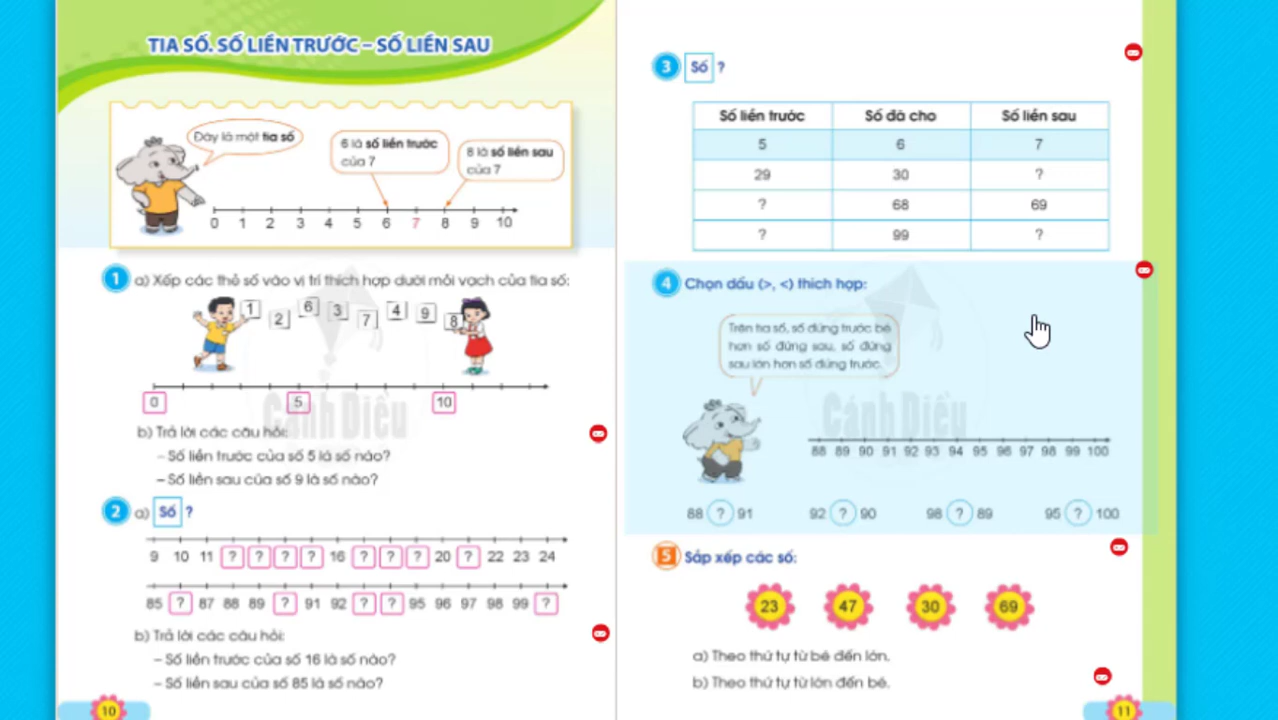 TIA SỐ. SỐ LIỀN TRƯỚC – SỐ LIỀN SAU
Đây là một tia số
6 là số liền trước
của 7
8 là số liền sau
của 7
0 1 2 3 4 5 6 7 8 9 10
1 a) Xếp các thẻ số vào vị trí thích hợp dưới mỗi vạch của tia số:
1 2 6 3 7 4 9 8
0 5 10
b) Trả lời các câu hỏi:
– Số liền trước của số 5 là số nào?
– Số liền sau của số 9 là số nào?
2 a) Số ?
9 10 11 ? ? ? ? 16 ? ? ? 20 ? 22 23 24
85 ? 87 88 89 ? 91 92 ? ? 95 96 97 98 99 ?
b) Trả lời các câu hỏi:
– Số liền trước của số 16 là số nào?
– Số liền sau của số 85 là số nào?
10
3 Số ?
Số liền trước Số đã cho Số liền sau
5 6 7
29 30 ?
? 68 69
? 99 ?
4 Chọn dấu (>, <) thích hợp:
Trên tia số, số đứng trước bé
hơn số đứng sau, số đứng
sau lớn hơn số đứng trước.
88 89 90 91 92 93 94 95 96 97 98 99 100
88 ? 91 92 ? 90 98 ? 89 95 ? 100
5 Sắp xếp các số:
23 47 30 69
a) Theo thứ tự từ bé đến lớn.
b) Theo thứ tự từ lớn đến bé.
11
Cánh Diều
Cánh Diều